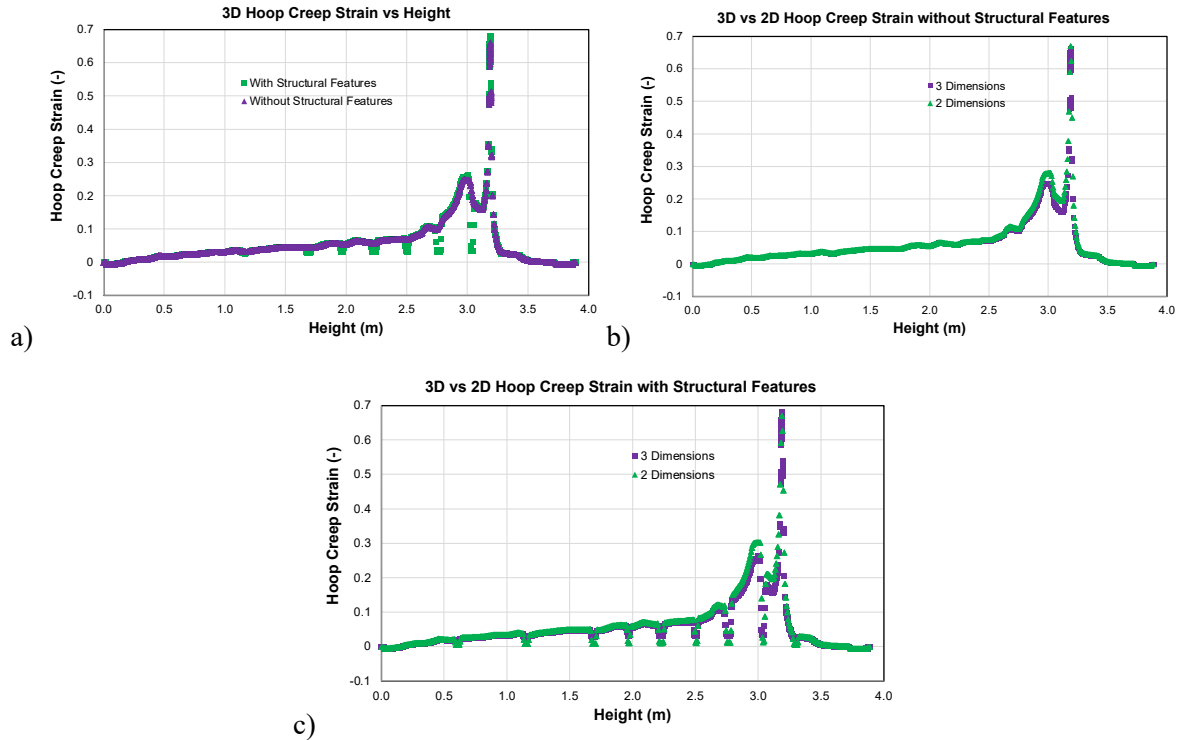 3D Hoop Creep Strain vs Height
Hoop Creep Strain (-)
0.7
0.6
0.5
0.4
0.3
0.2
0.1
0
-0.1
With Structural Features
Without Structural Features
0.0 0.5 1.0 1.5 2.0 2.5 3.0 3.5 4.0
Height (m)
a)
3D vs 2D Hoop Creep Strain without Structural Features
Hoop Creep Strain (-)
0.7
0.6
0.5
0.4
0.3
0.2
0.1
0
-0.1
3 Dimensions
2 Dimensions
0.0 0.5 1.0 1.5 2.0 2.5 3.0 3.5 4.0
Height (m)
b)
3D vs 2D Hoop Creep Strain with Structural Features
Hoop Creep Strain (-)
0.7
0.6
0.5
0.4
0.3
0.2
0.1
0
-0.1
3 Dimensions
2 Dimensions
0.0 0.5 1.0 1.5 2.0 2.5 3.0 3.5 4.0
Height (m)
c)